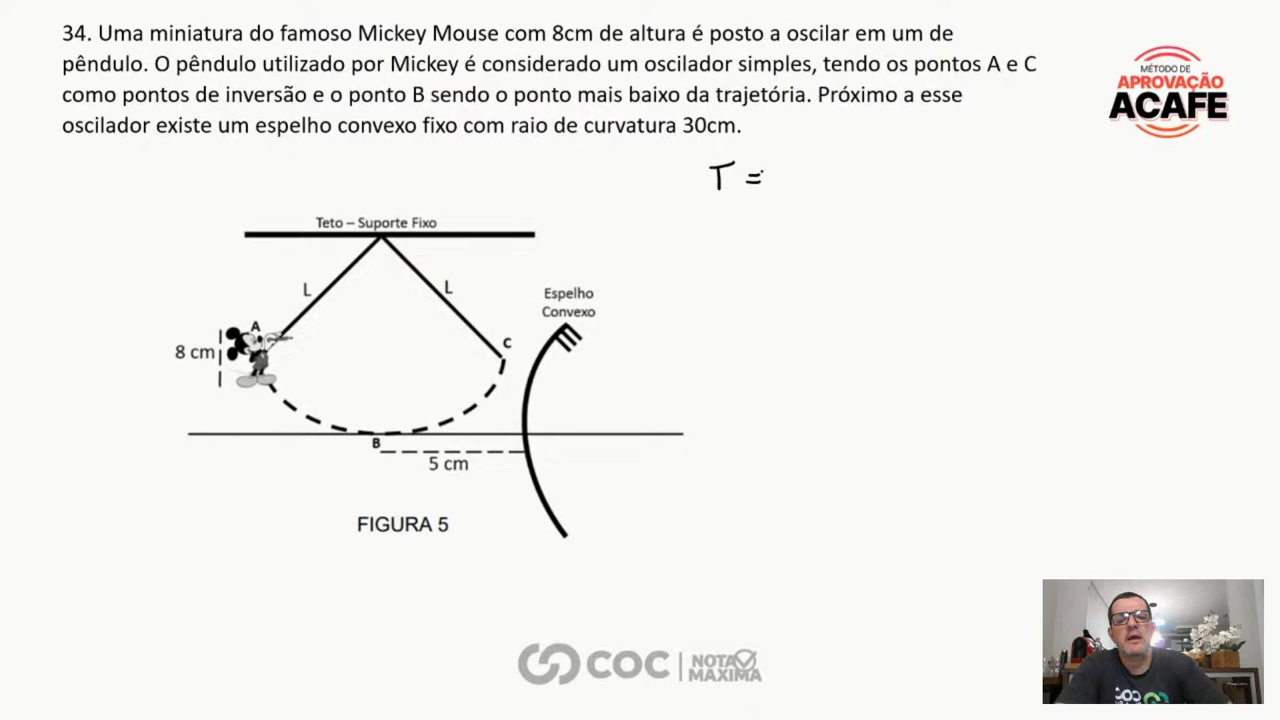 34. Uma miniatura do famoso Mickey Mouse com 8cm de altura é posto a oscilar em um de
pêndulo. O pêndulo utilizado por Mickey é considerado um oscilador simples, tendo os pontos A e C
como pontos de inversão e o ponto B sendo o ponto mais baixo da trajetória. Próximo a esse
oscilador existe um espelho convexo fixo com raio de curvatura 30cm.
MÉTODO DE
APROVAÇÃO
ACAFE
T =
Teto – Suporte Fixo
L
L
Espelho
Convexo
A
C
8 cm
B
5 cm
FIGURA 5
COC
NOTA
MÁXIMA